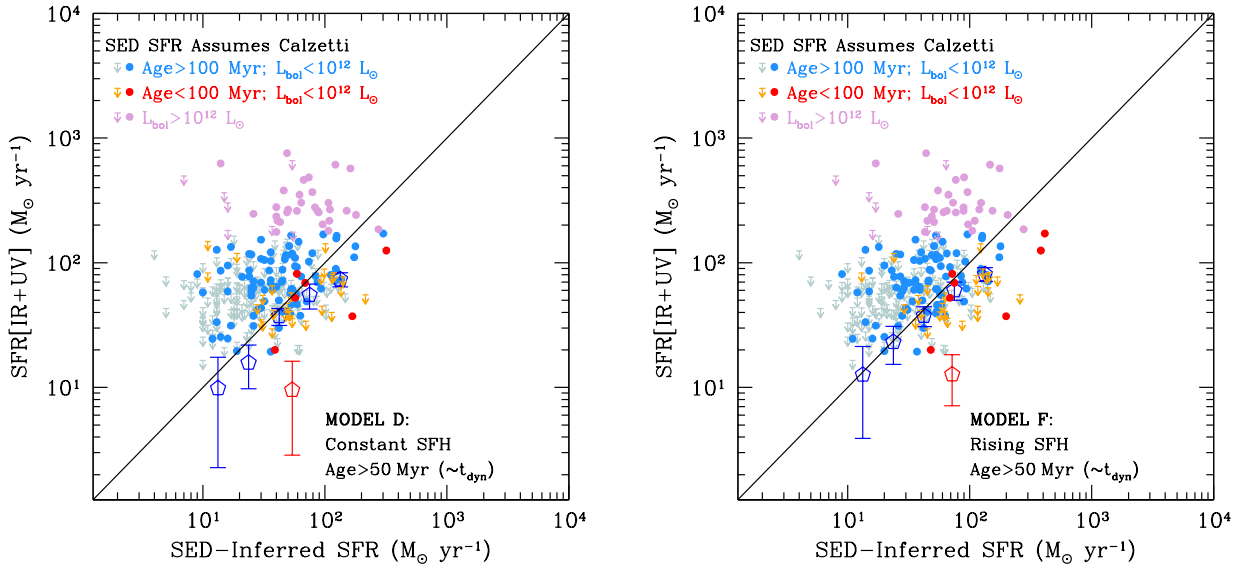 10⁴
SED SFR Assumes Calzetti
Age>100 Myr; L_bol<10¹² L_⊙
Age<100 Myr; L_bol<10¹² L_⊙
L_bol>10¹² L_⊙
10³
10²
10¹
SFR[IR+UV] (M_⊙ yr⁻¹)
MODEL D:
Constant SFH
Age>50 Myr (~t_dyn)
10¹ 10² 10³ 10⁴
SED-Inferred SFR (M_⊙ yr⁻¹)
10⁴
SED SFR Assumes Calzetti
Age>100 Myr; L_bol<10¹² L_⊙
Age<100 Myr; L_bol<10¹² L_⊙
L_bol>10¹² L_⊙
10³
10²
10¹
SFR[IR+UV] (M_⊙ yr⁻¹)
MODEL F:
Rising SFH
Age>50 Myr (~t_dyn)
10¹ 10² 10³ 10⁴
SED-Inferred SFR (M_⊙ yr⁻¹)